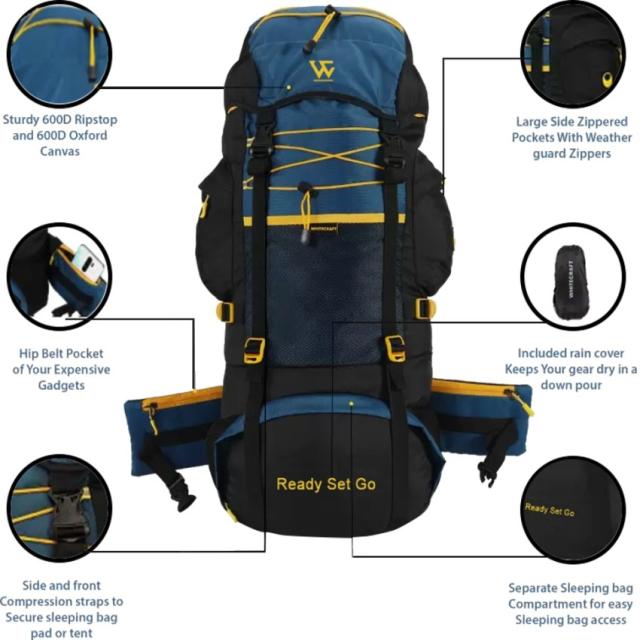 Sturdy 600D Ripstop
and 600D Oxford
Canvas
Large Side Zippered
Pockets With Weather
guard Zippers
WHITECRAFT
WHITECRAFT
Hip Belt Pocket
of Your Expensive
Gadgets
Included rain cover
Keeps Your gear dry in a
down pour
Ready Set Go
Ready Set Go
Side and front
Compression straps to
Secure sleeping bag
pad or tent
Separate Sleeping bag
Compartment for easy
Sleeping bag access